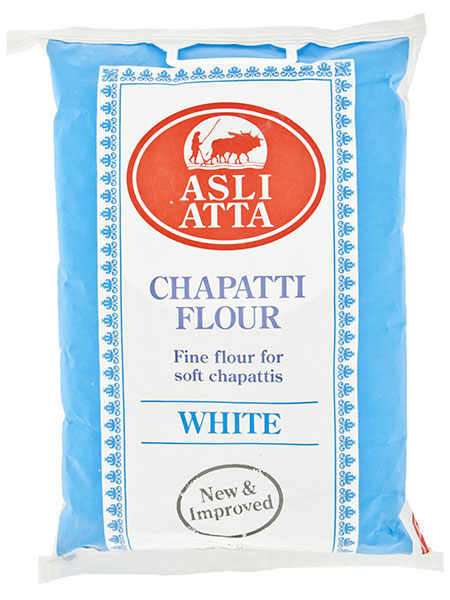 ASLI
ATTA
CHAPATTI
FLOUR
Fine flour for
soft chapattis
WHITE
New &
Improved